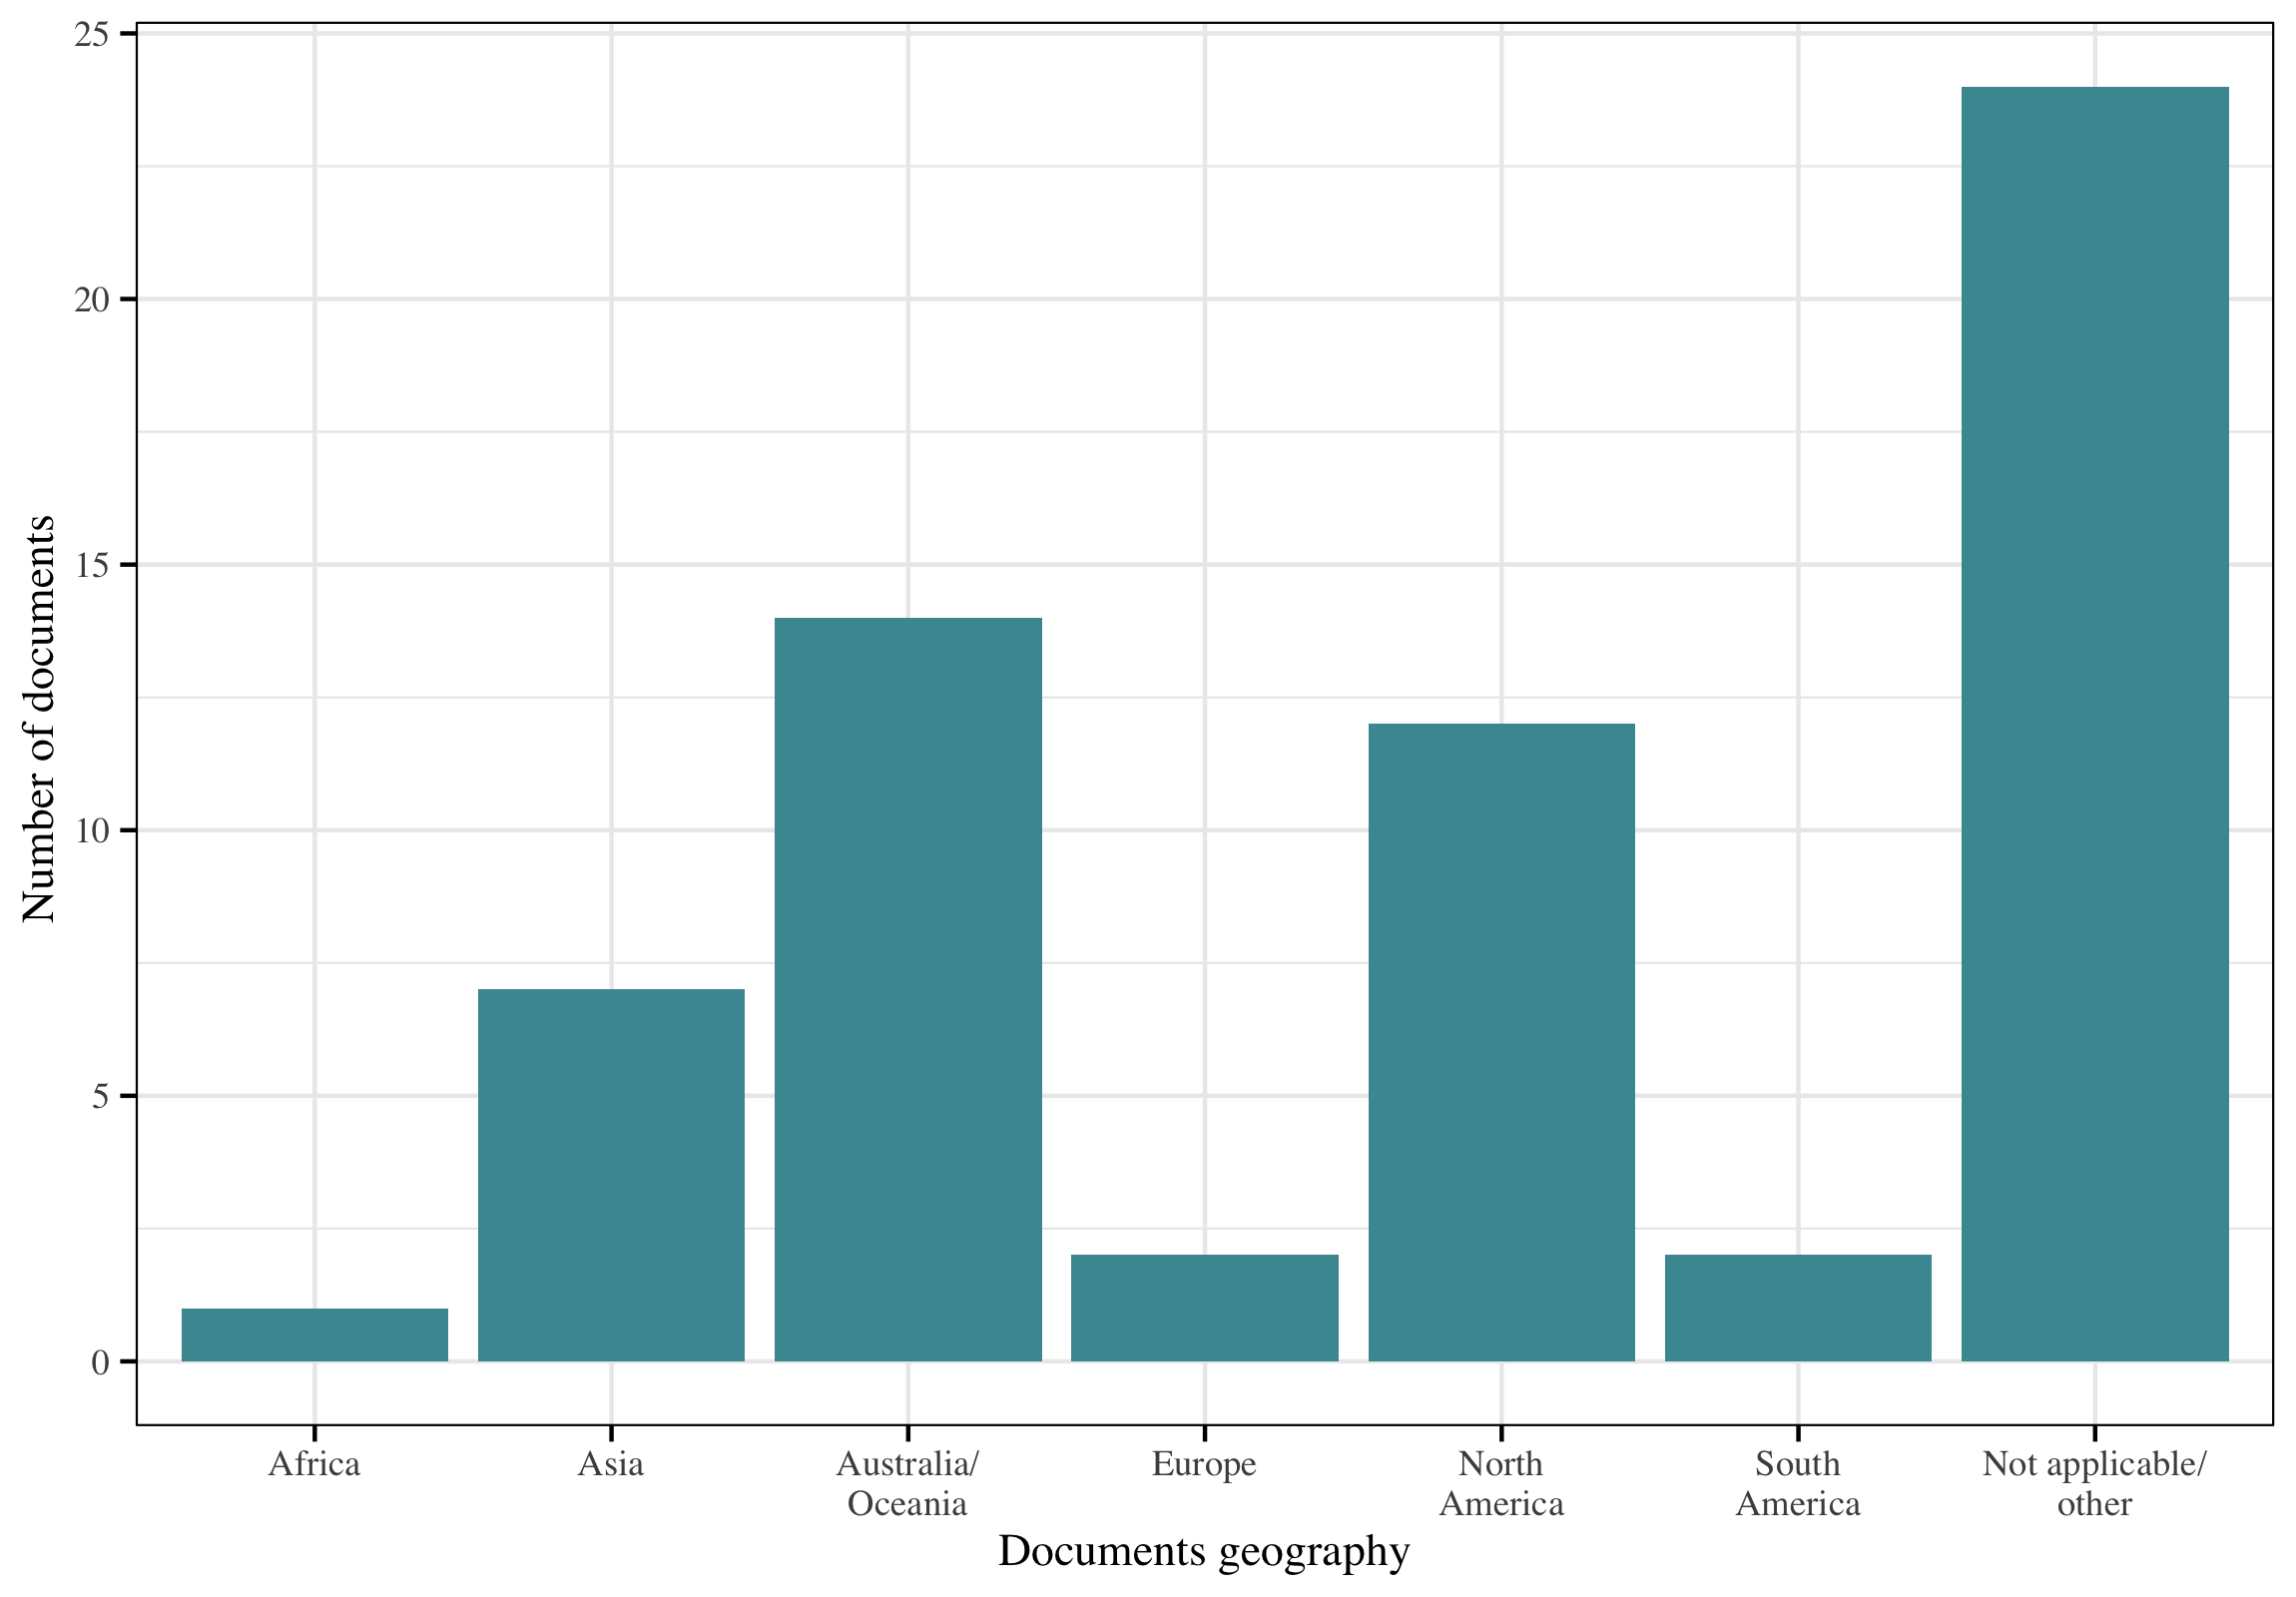 Number of documents
25
20
15
10
5
0
Africa
Asia
Australia/
Oceania
Europe
North
America
South
America
Not applicable/
other
Documents geography